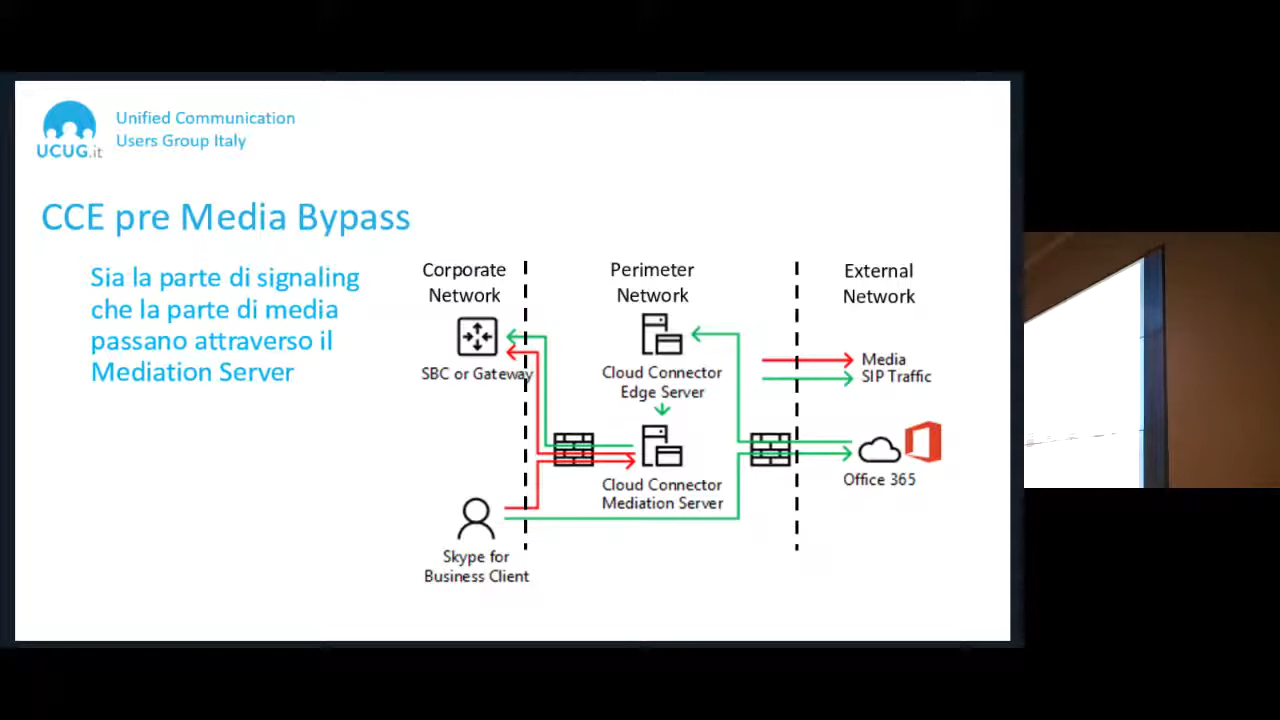 Unified Communication
Users Group Italy
UCUG.it
CCE pre Media Bypass
Sia la parte di signaling
che la parte di media
passano attraverso il
Mediation Server
Corporate
Network
Perimeter
Network
External
Network
SBC or Gateway
Cloud Connector
Edge Server
Media
SIP Traffic
Cloud Connector
Mediation Server
Office 365
Skype for
Business Client